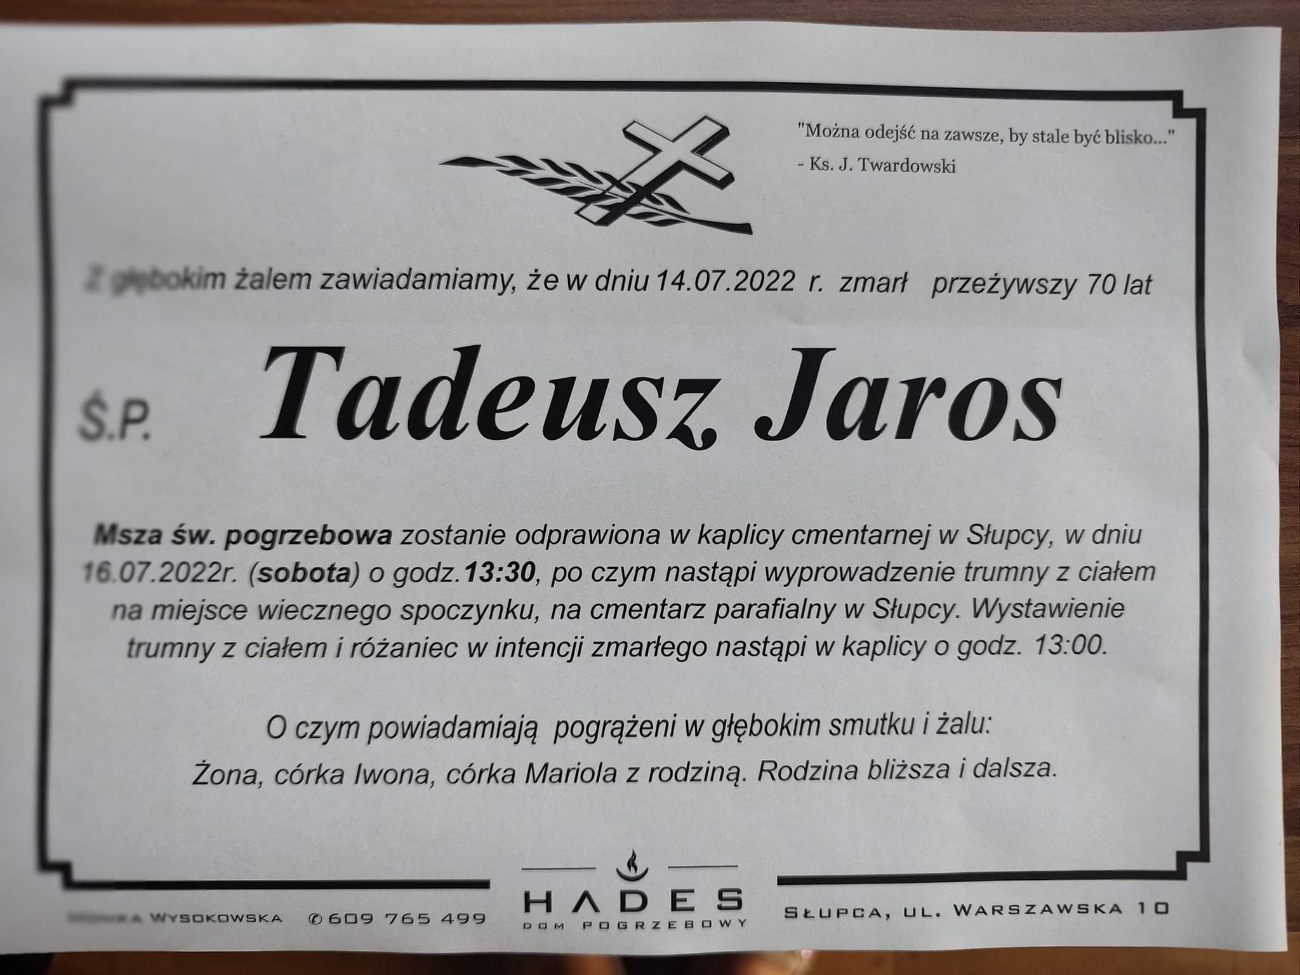 "Można odejść na zawsze, by stale być blisko..."
- Ks. J. Twardowski
Z głębokim żalem zawiadamiamy, że w dniu 14.07.2022 r. zmarł przeżywszy 70 lat
Ś.P. Tadeusz Jaros
Msza św. pogrzebowa zostanie odprawiona w kaplicy cmentarnej w Słupcy, w dniu
16.07.2022r. (sobota) o godz.13:30, po czym nastąpi wyprowadzenie trumny z ciałem
na miejsce wiecznego spoczynku, na cmentarz parafialny w Słupcy. Wystawienie
trumny z ciałem i różaniec w intencji zmarłego nastąpi w kaplicy o godz. 13:00.
O czym powiadamiają pogrążeni w głębokim smutku i żalu:
Żona, córka Iwona, córka Mariola z rodziną. Rodzina bliższa i dalsza.
HADES
DOM POGRZEBOWY
WYSOKOWSKA ✆609 765 499
SŁUPCA, UL. WARSZAWSKA 10